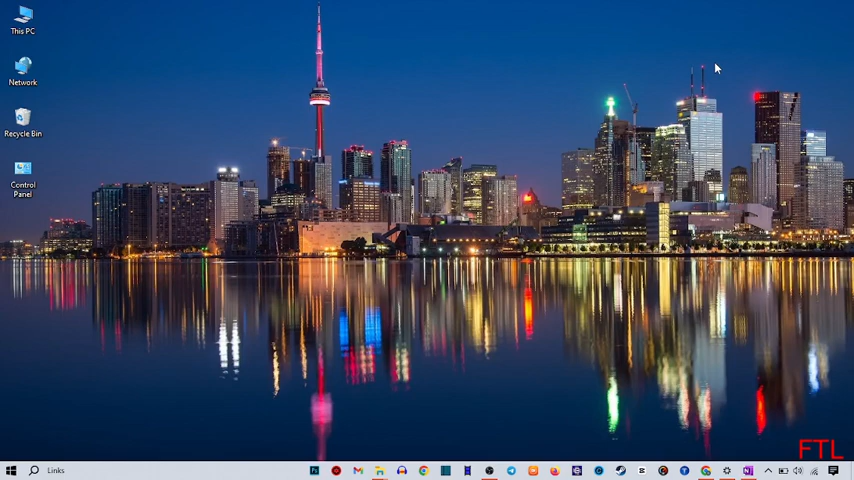 This PC
Network
Recycle Bin
Control
Panel
FTL
Links